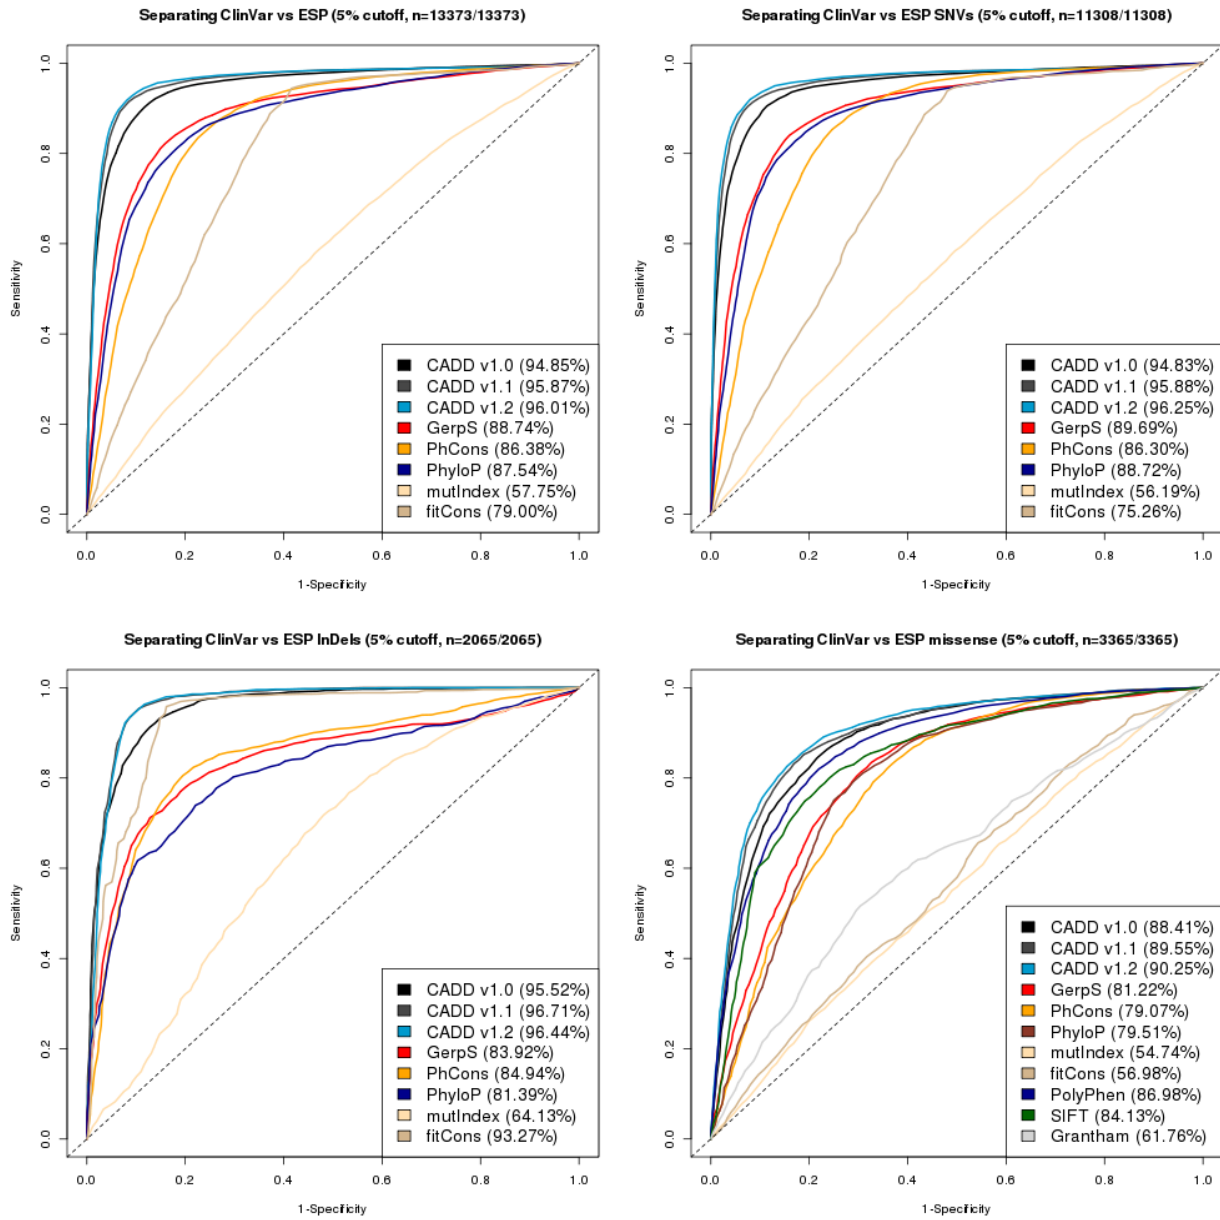 Separating ClinVar vs ESP (5% cutoff, n=13373/13373)
1.0
0.8
0.6
0.4
0.2
0.0
Sensitivity
CADD v1.0 (94.85%)
CADD v1.1 (95.87%)
CADD v1.2 (96.01%)
GerpS (88.74%)
PhCons (86.38%)
PhyloP (87.54%)
mutIndex (57.75%)
fitCons (79.00%)
0.0 0.2 0.4 0.6 0.8 1.0
1-Specificity
Separating ClinVar vs ESP SNVs (5% cutoff, n=11308/11308)
1.0
0.8
0.6
0.4
0.2
0.0
Sensitivity
CADD v1.0 (94.83%)
CADD v1.1 (95.88%)
CADD v1.2 (96.25%)
GerpS (89.69%)
PhCons (86.30%)
PhyloP (88.72%)
mutIndex (56.19%)
fitCons (75.26%)
0.0 0.2 0.4 0.6 0.8 1.0
1-Specificity
Separating ClinVar vs ESP InDels (5% cutoff, n=2065/2065)
1.0
0.8
0.6
0.4
0.2
0.0
Sensitivity
CADD v1.0 (95.52%)
CADD v1.1 (96.71%)
CADD v1.2 (96.44%)
GerpS (83.92%)
PhCons (84.94%)
PhyloP (81.39%)
mutIndex (64.13%)
fitCons (93.27%)
0.0 0.2 0.4 0.6 0.8 1.0
1-Specificity
Separating ClinVar vs ESP missense (5% cutoff, n=3365/3365)
1.0
0.8
0.6
0.4
0.2
0.0
Sensitivity
CADD v1.0 (88.41%)
CADD v1.1 (89.55%)
CADD v1.2 (90.25%)
GerpS (81.22%)
PhCons (79.07%)
PhyloP (79.51%)
mutIndex (54.74%)
fitCons (56.98%)
PolyPhen (86.98%)
SIFT (84.13%)
Grantham (61.76%)
0.0 0.2 0.4 0.6 0.8 1.0
1-Specificity